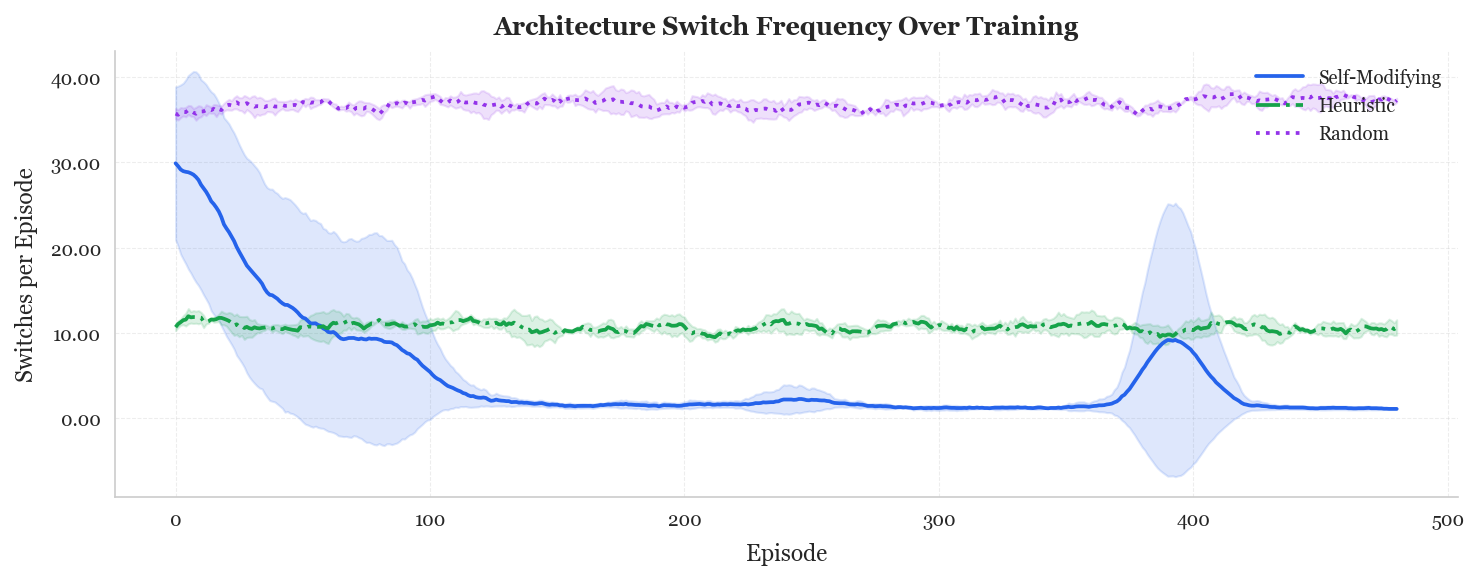 Architecture Switch Frequency Over Training
Self-Modifying
Heuristic
Random
40.00
30.00
20.00
10.00
0.00
Switches per Episode
0 100 200 300 400 500
Episode